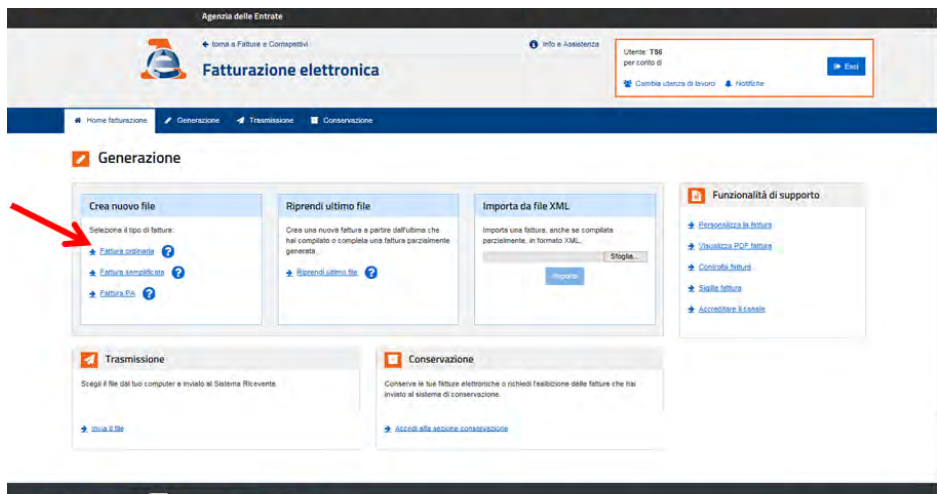 Agenzia delle Entrate
torna a Fatture e Corrispettivi
Info e Assistenza
Fatturazione elettronica
Utente: TS6
per conto di
Esci
Cambia utenza di lavoro
Notifiche
Home fatturazione
Generazione
Trasmissione
Conservazione
Generazione
Crea nuovo file
Seleziona il tipo di fattura:
Fattura ordinaria ?
Fattura semplificata ?
Fattura PA ?
Riprendi ultimo file
Crea una nuova fattura a partire dall'ultima che
hai compilato o completa una fattura parzialmente
generata.
Riprendi ultimo file ?
Importa da file XML
Importa una fattura, anche se compilata
parzialmente, in formato XML.
Sfoglia...
Importa
Funzionalità di supporto
Personalizza la fattura
Visualizza PDF fattura
Controlla fattura
Sigilla fattura
Accreditare il canale
Trasmissione
Scegli il file dal tuo computer e invialo al Sistema Ricevente.
Invia il file
Conservazione
Conserva le tue fatture elettroniche o richiedi l'esibizione delle fatture che hai
inviato al sistema di conservazione.
Accedi alla sezione conservazione